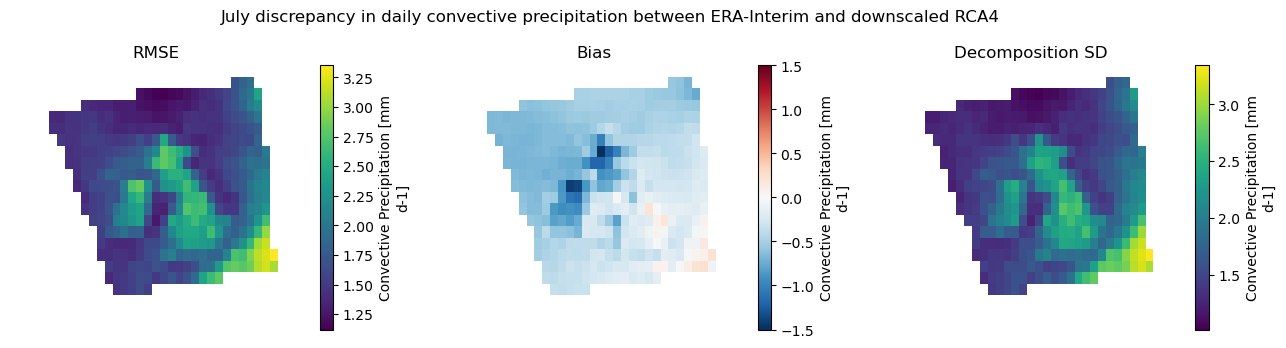 July discrepancy in daily convective precipitation between ERA-Interim and downscaled RCA4
RMSE
3.25
3.00
2.75
2.50
2.25
2.00
1.75
1.50
1.25
Convective Precipitation [mm
d-1]
Bias
1.5
1.0
0.5
0.0
−0.5
−1.0
−1.5
Convective Precipitation [mm
d-1]
Decomposition SD
3.0
2.5
2.0
1.5
Convective Precipitation [mm
d-1]